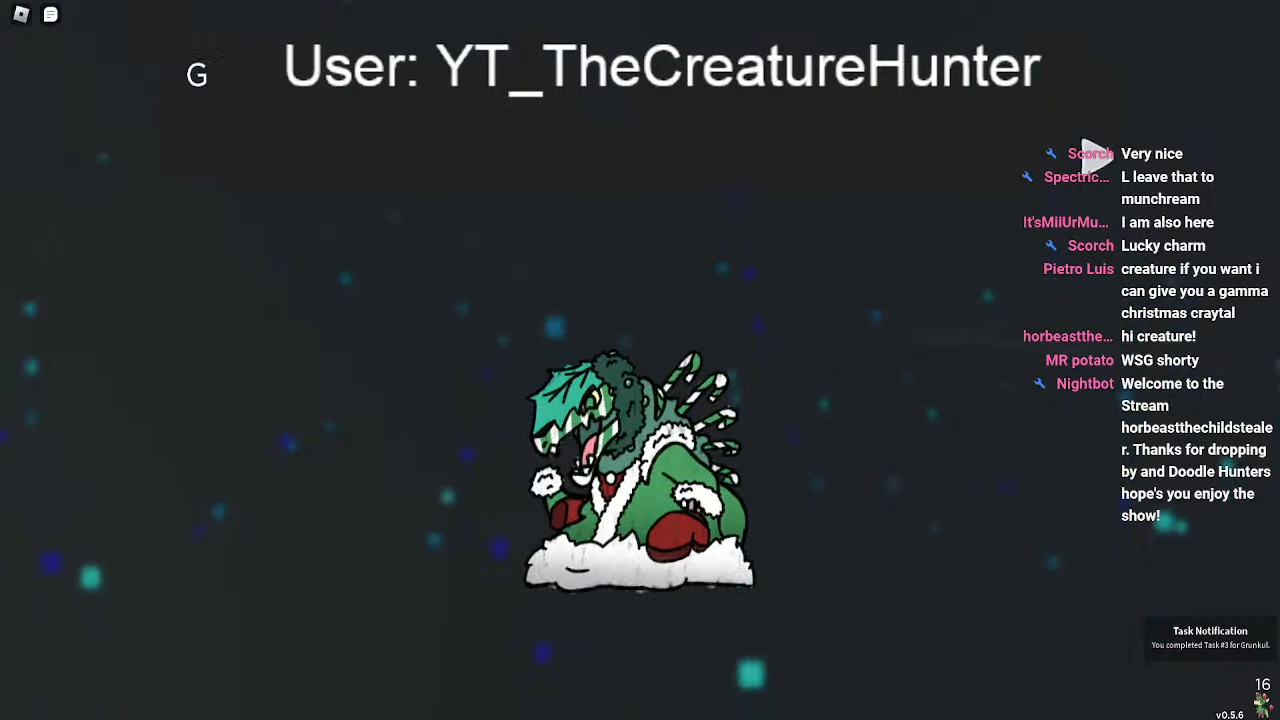 G
User: YT_TheCreatureHunter
Scorch Very nice
Spectric... L leave that to
munchream
It'sMiiUrMu... I am also here
Scorch Lucky charm
Pietro Luis creature if you want i
can give you a gamma
christmas craytal
horbeastthe... hi creature!
MR potato WSG shorty
Nightbot Welcome to the
Stream
horbeastthechildsteale
r. Thanks for dropping
by and Doodle Hunters
hope's you enjoy the
show!
Task Notification
You completed Task #3 for Grunkul.
16
v0.5.6